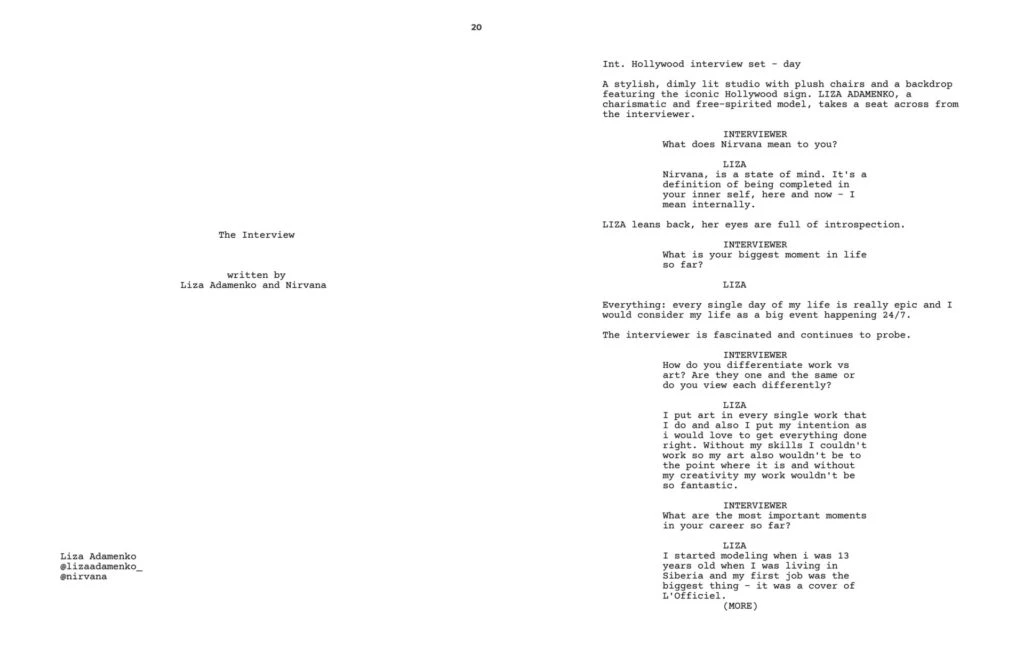 20
The Interview
written by
Liza Adamenko and Nirvana
Liza Adamenko
@lizaadamenko_
@nirvana
Int. Hollywood interview set - day
A stylish, dimly lit studio with plush chairs and a backdrop
featuring the iconic Hollywood sign. LIZA ADAMENKO, a
charismatic and free-spirited model, takes a seat across from
the interviewer.
INTERVIEWER
What does Nirvana mean to you?
LIZA
Nirvana, is a state of mind. It's a
definition of being completed in
your inner self, here and now - I
mean internally.
LIZA leans back, her eyes are full of introspection.
INTERVIEWER
What is your biggest moment in life
so far?
LIZA
Everything: every single day of my life is really epic and I
would consider my life as a big event happening 24/7.
The interviewer is fascinated and continues to probe.
INTERVIEWER
How do you differentiate work vs
art? Are they one and the same or
do you view each differently?
LIZA
I put art in every single work that
I do and also I put my intention as
i would love to get everything done
right. Without my skills I couldn't
work so my art also wouldn't be to
the point where it is and without
my creativity my work wouldn't be
so fantastic.
INTERVIEWER
What are the most important moments
in your career so far?
LIZA
I started modeling when i was 13
years old when I was living in
Siberia and my first job was the
biggest thing - it was a cover of
L'Officiel.
(MORE)